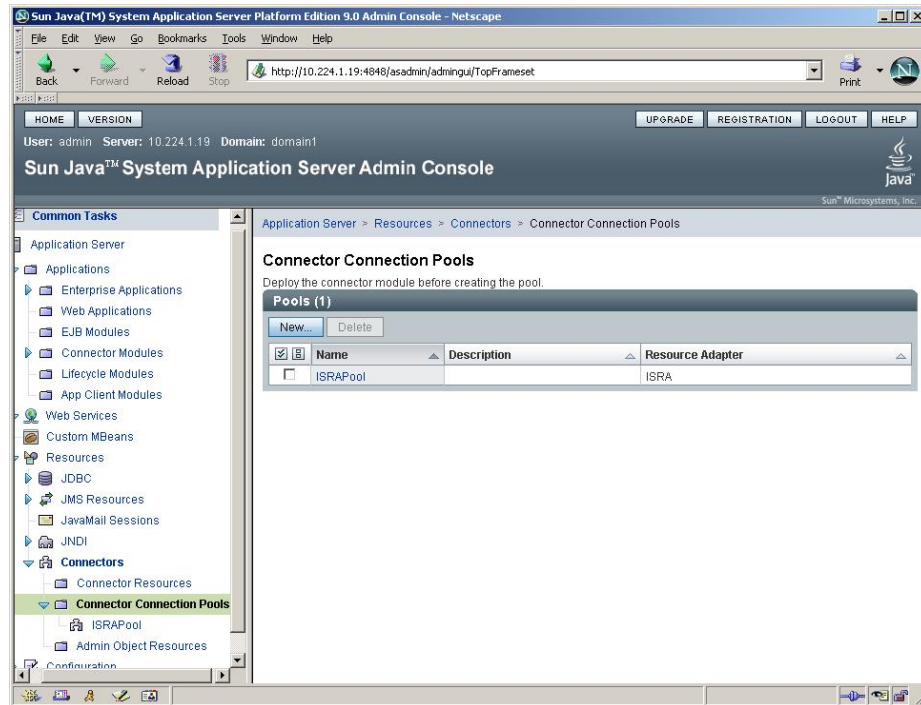 Sun Java(TM) System Application Server Platform Edition 9.0 Admin Console - Netscape
File Edit View Go Bookmarks Tools Window Help
Back Forward Reload Stop http://10.224.1.19:4848/asadmin/admingui/TopFrameset Print N
HOME VERSION UPGRADE REGISTRATION LOGOUT HELP
User: admin Server: 10.224.1.19 Domain: domain1
Sun Java™ System Application Server Admin Console
Java™
Sun™ Microsystems, Inc.
Common Tasks
Application Server
Applications
Enterprise Applications
Web Applications
EJB Modules
Connector Modules
Lifecycle Modules
App Client Modules
Web Services
Custom MBeans
Resources
JDBC
JMS Resources
JavaMail Sessions
JNDI
Connectors
Connector Resources
Connector Connection Pools
ISRAPool
Admin Object Resources
Configuration
Application Server > Resources > Connectors > Connector Connection Pools
Connector Connection Pools
Deploy the connector module before creating the pool.
Pools (1)
New... Delete
Name Description Resource Adapter
ISRAPool ISRA